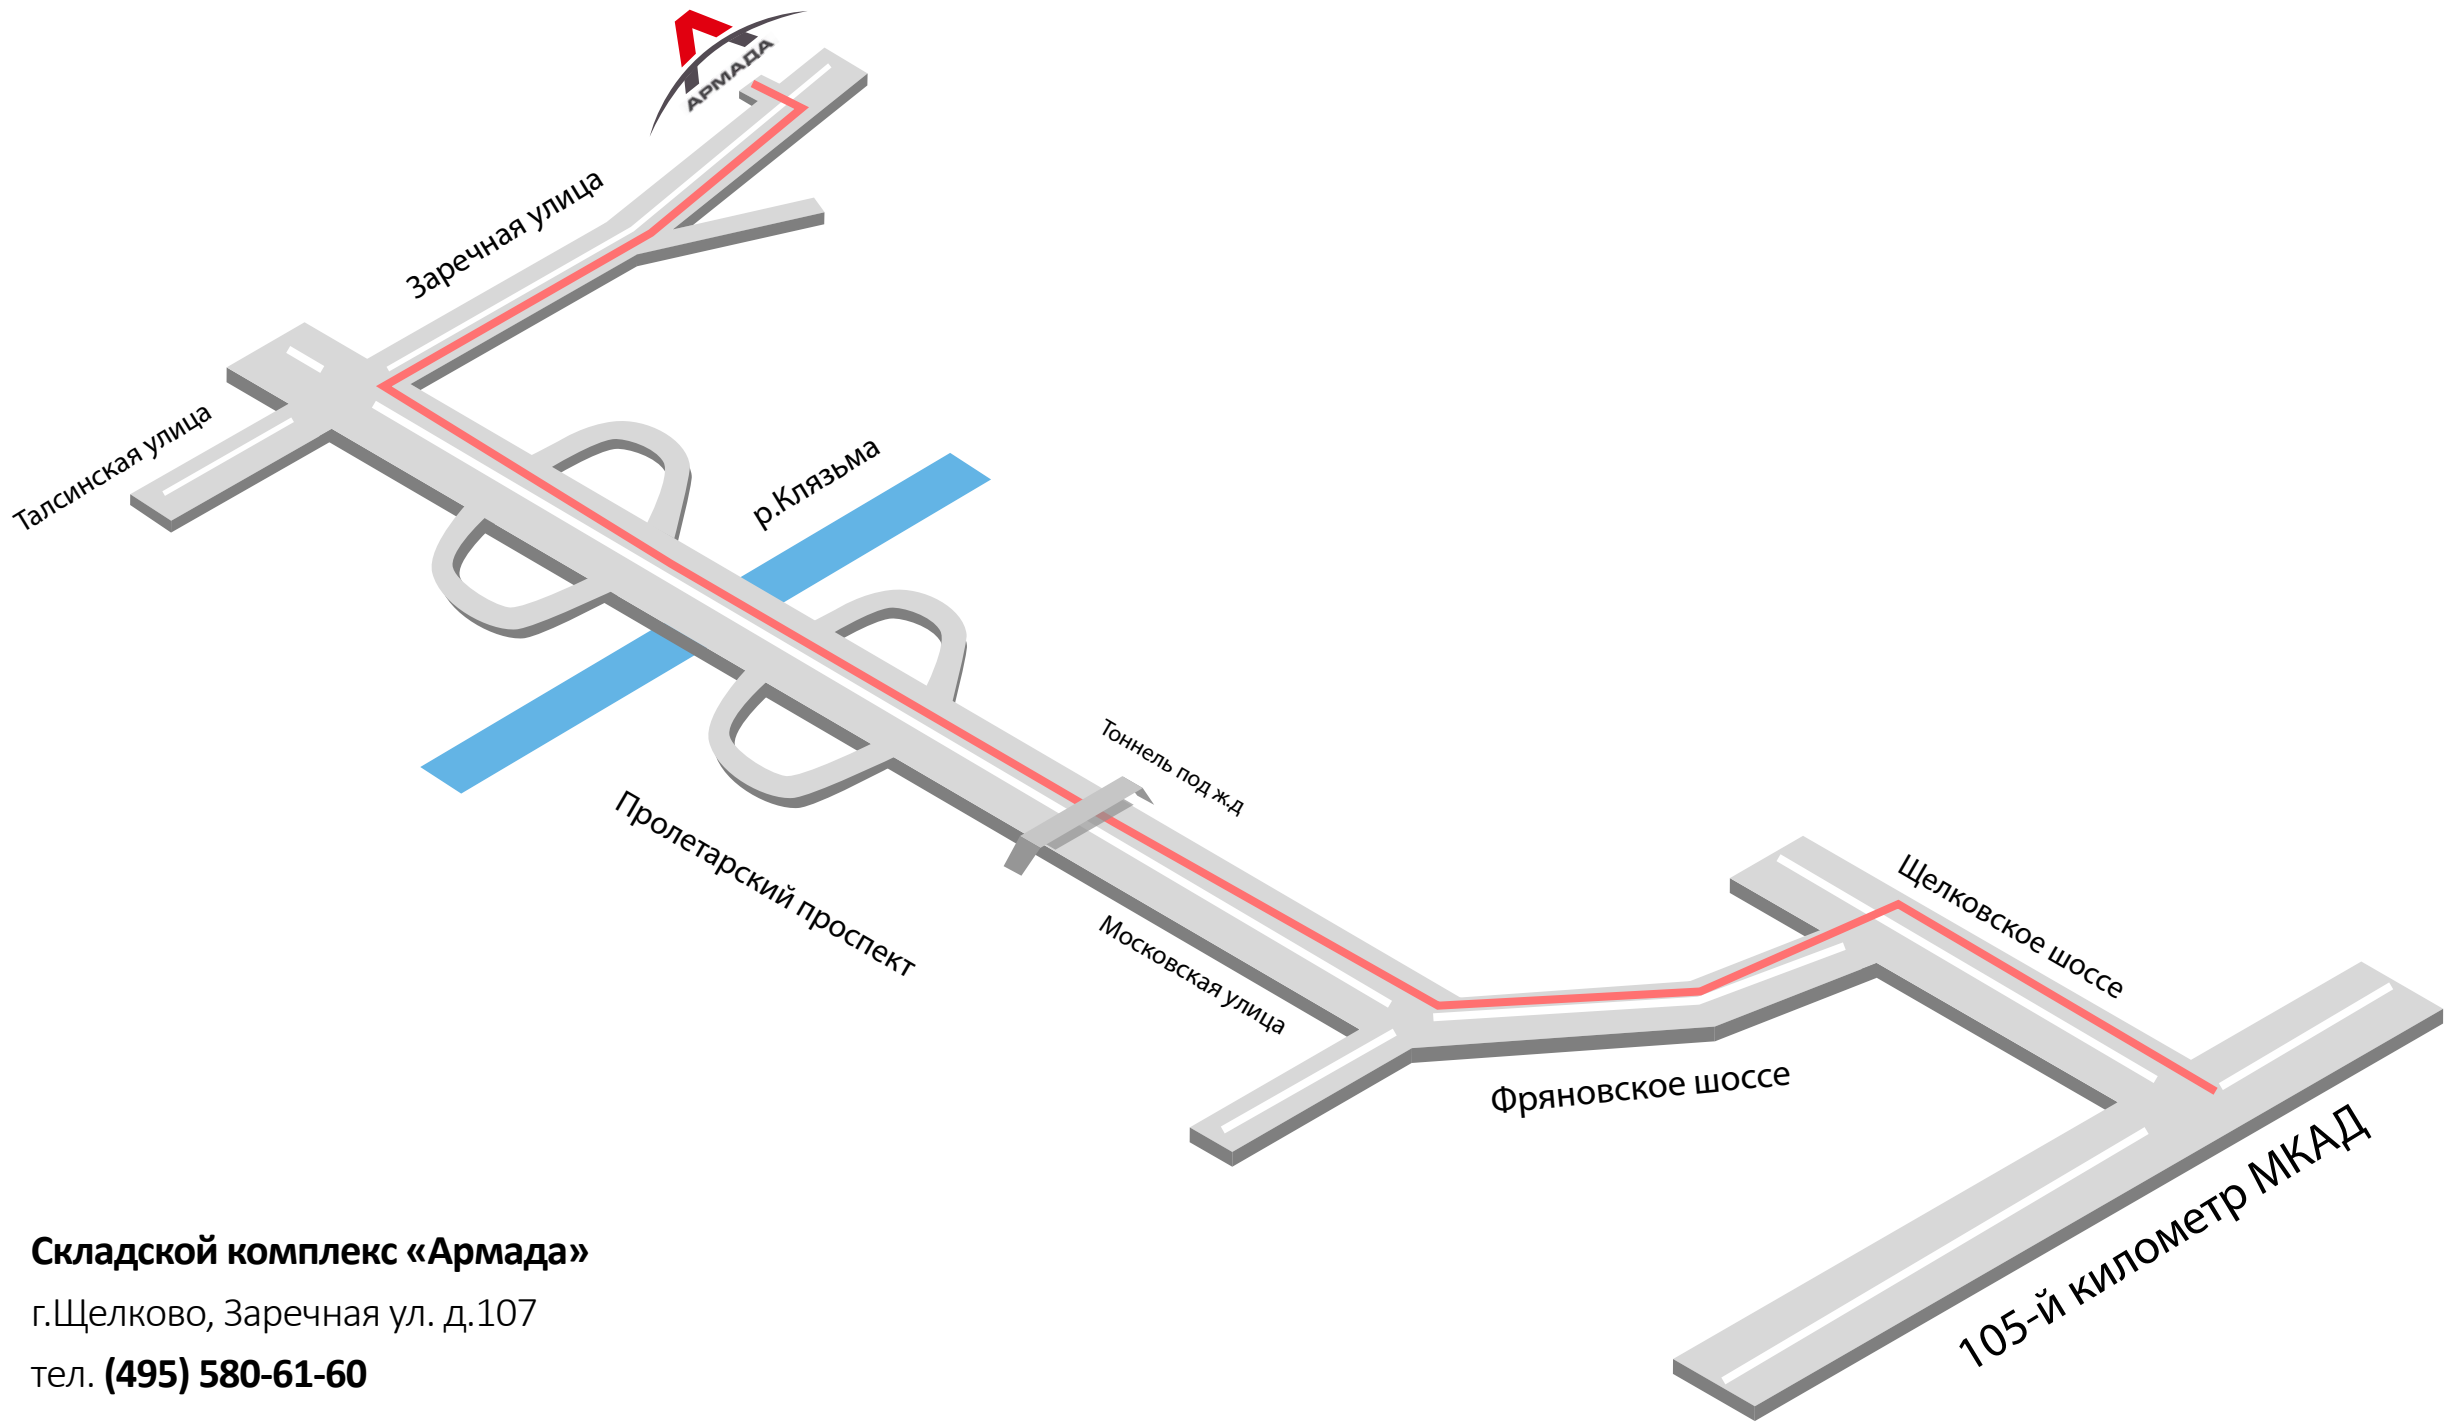 АРМАДА
Заречная улица
Талсинская улица
р.Клязьма
Тоннель под ж.д
Пролетарский проспект
Московская улица
Щелковское шоссе
Фряновское шоссе
105-й километр МКАД
Складской комплекс «Армада»
г.Щелково, Заречная ул. д.107
тел. (495) 580-61-60